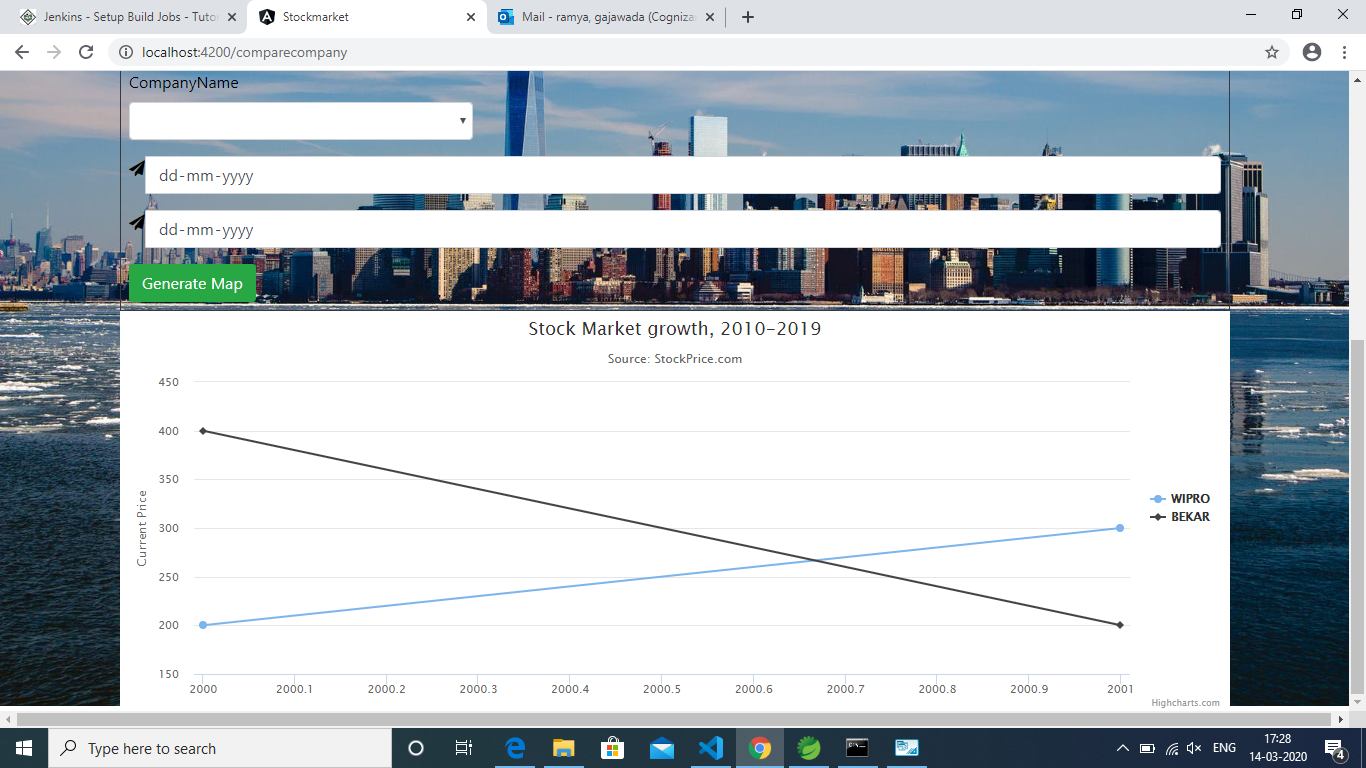 Jenkins - Setup Build Jobs - Tutor
Stockmarket
Mail - ramya, gajawada (Cogniza
localhost:4200/comparecompany
CompanyName
dd-mm-yyyy
dd-mm-yyyy
Generate Map
Stock Market growth, 2010-2019
Source: StockPrice.com
Current Price
450
400
350
300
250
200
150
2000 2000.1 2000.2 2000.3 2000.4 2000.5 2000.6 2000.7 2000.8 2000.9 2001
WIPRO
BEKAR
Highcharts.com
Type here to search
ENG
17:28
14-03-2020
4